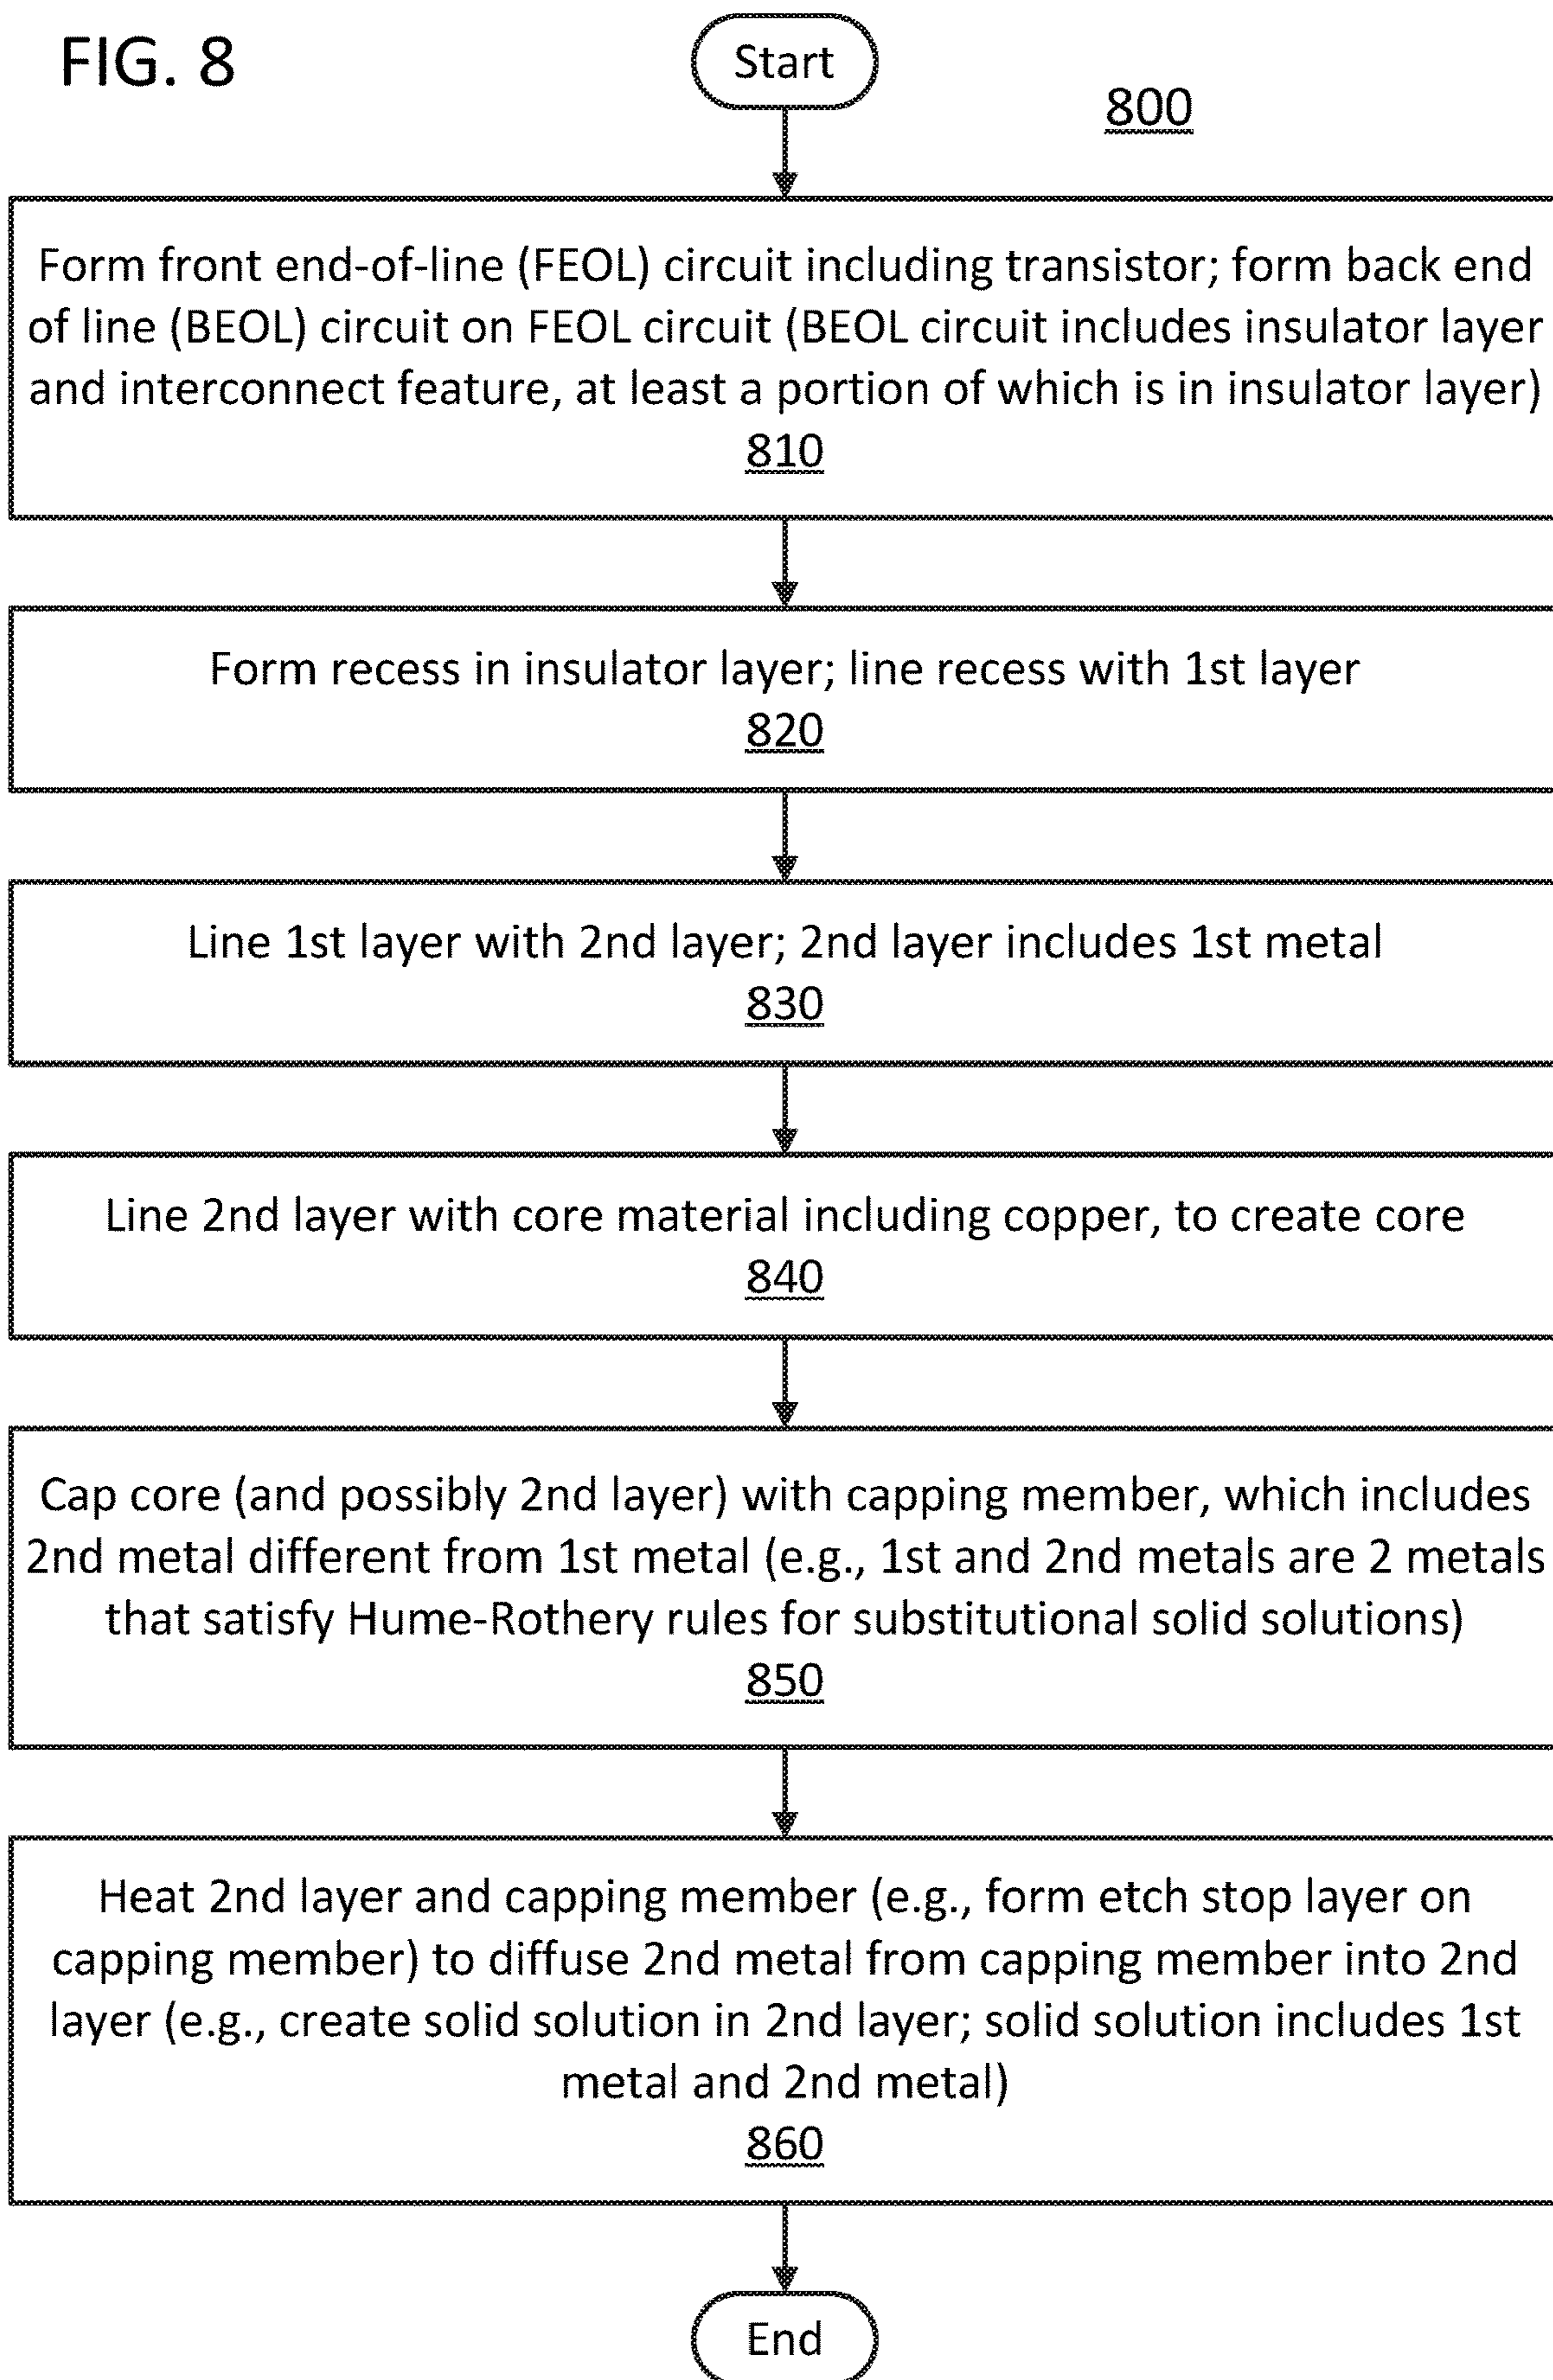 FIG. 8
Start
800
Form front end-of-line (FEOL) circuit including transistor; form back end
of line (BEOL) circuit on FEOL circuit (BEOL circuit includes insulator layer
and interconnect feature, at least a portion of which is in insulator layer)
810
Form recess in insulator layer; line recess with 1st layer
820
Line 1st layer with 2nd layer; 2nd layer includes 1st metal
830
Line 2nd layer with core material including copper, to create core
840
Cap core (and possibly 2nd layer) with capping member, which includes
2nd metal different from 1st metal (e.g., 1st and 2nd metals are 2 metals
that satisfy Hume-Rothery rules for substitutional solid solutions)
850
Heat 2nd layer and capping member (e.g., form etch stop layer on
capping member) to diffuse 2nd metal from capping member into 2nd
layer (e.g., create solid solution in 2nd layer; solid solution includes 1st
metal and 2nd metal)
860
End